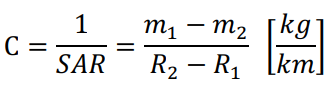 C = 1/SAR = (m₁ − m₂)/(R₂ − R₁) [kg/km]